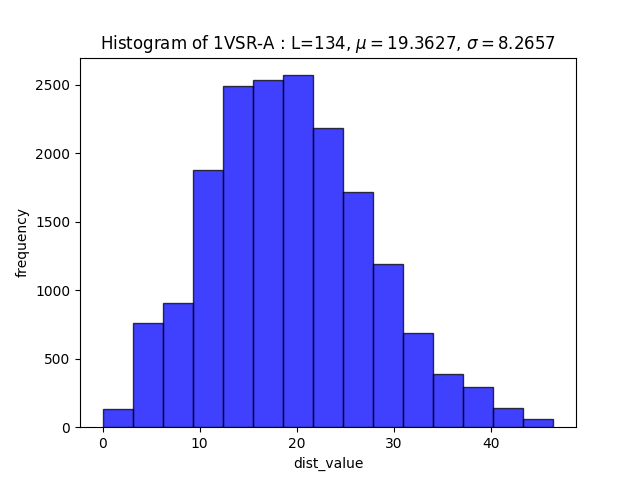 Histogram of 1VSR-A : L=134, μ = 19.3627, σ = 8.2657
2500
2000
1500
1000
500
0
frequency
0 10 20 30 40
dist_value